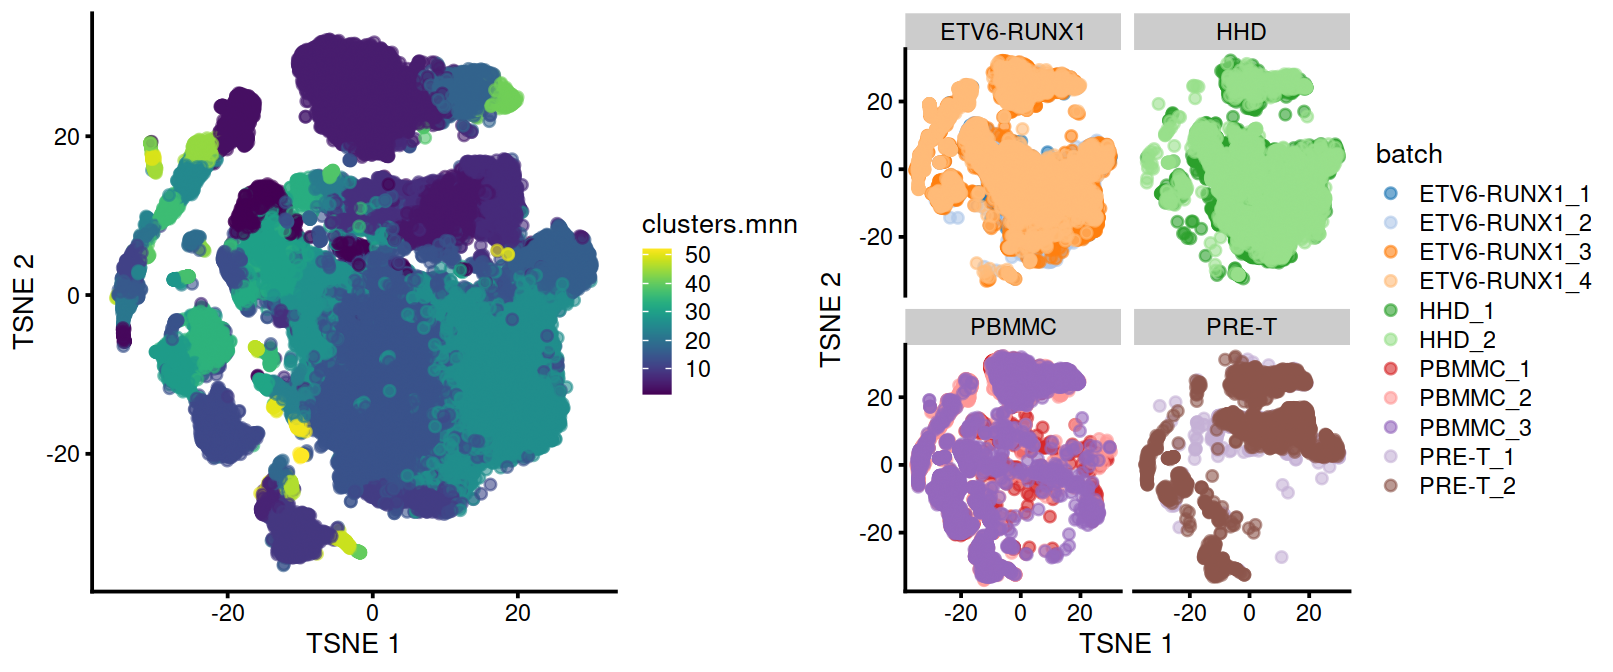 TSNE 2
20
0
-20
-20
0
20
TSNE 1
clusters.mnn
50
40
30
20
10
ETV6-RUNX1
HHD
PBMMC
PRE-T
TSNE 2
20
0
-20
20
0
-20
-20
0
20
-20
0
20
TSNE 1
batch
ETV6-RUNX1_1
ETV6-RUNX1_2
ETV6-RUNX1_3
ETV6-RUNX1_4
HHD_1
HHD_2
PBMMC_1
PBMMC_2
PBMMC_3
PRE-T_1
PRE-T_2